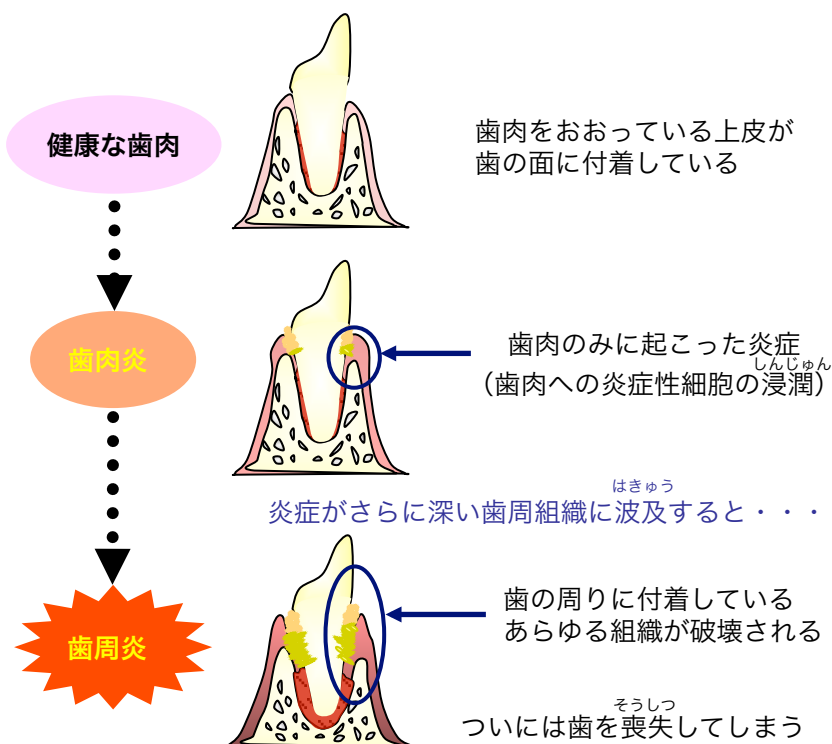 健康な歯肉
歯肉をおおっている上皮が
歯の面に付着している
歯肉炎
歯肉のみに起こった炎症
しんじゅん
（歯肉への炎症性細胞の浸潤）
はきゅう
炎症がさらに深い歯周組織に波及すると・・・
歯周炎
歯の周りに付着している
あらゆる組織が破壊される
そうしつ
ついには歯を喪失してしまう